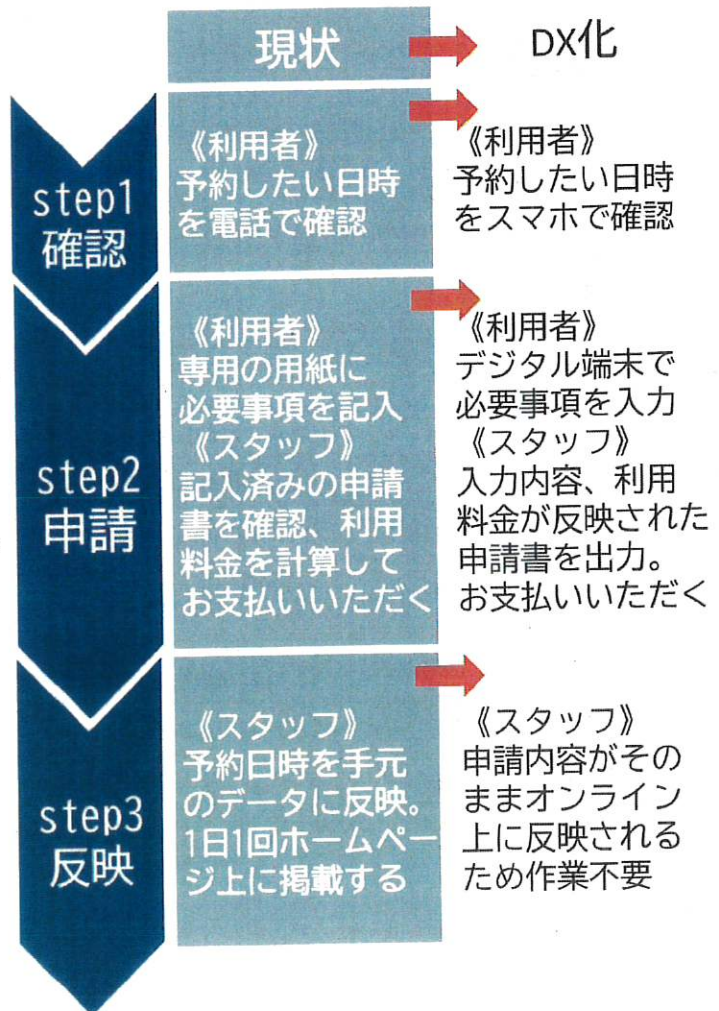 現状
DX化
step1
確認
《利用者》
予約したい日時
を電話で確認
《利用者》
予約したい日時
をスマホで確認
step2
申請
《利用者》
専用の用紙に
必要事項を記入
《スタッフ》
記入済みの申請
書を確認、利用
料金を計算して
お支払いいただく
《利用者》
デジタル端末で
必要事項を入力
《スタッフ》
入力内容、利用
料金が反映された
申請書を出力。
お支払いいただく
step3
反映
《スタッフ》
予約日時を手元
のデータに反映。
1日1回ホームペー
ジ上に掲載する
《スタッフ》
申請内容がその
ままオンライン
上に反映される
ため作業不要